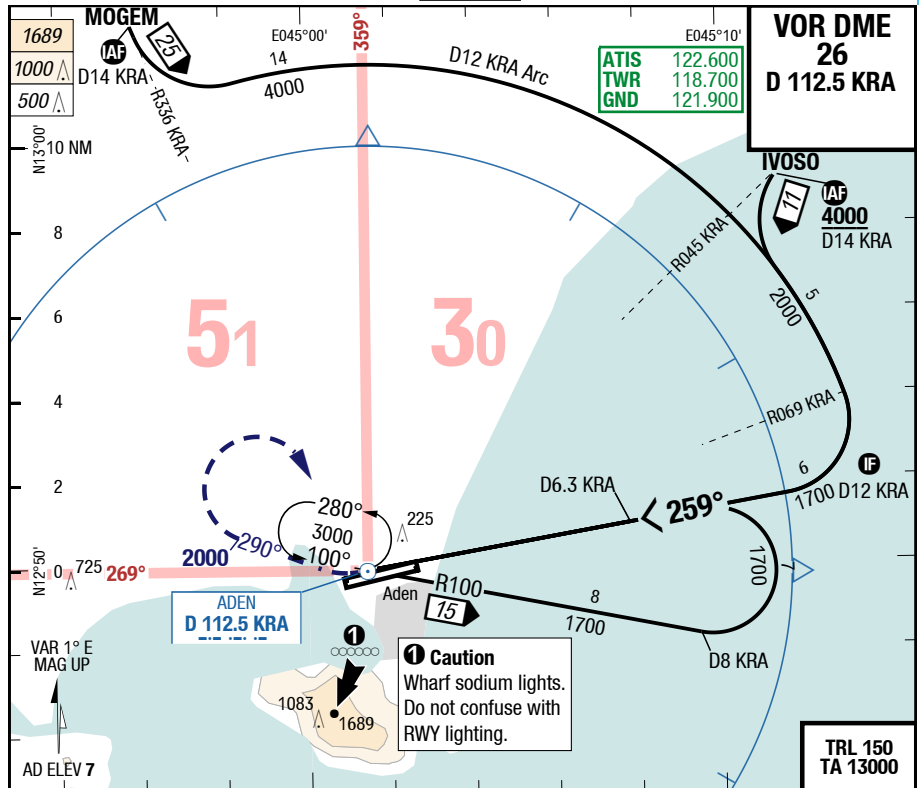 MOGEM
1689
1000
500
IAF
D14 KRA
25
R336 KRA
14
4000
359°
E045°00'
D12 KRA Arc
E045°10'
ATIS 122.600
TWR 118.700
GND 121.900
VOR DME
26
D 112.5 KRA
N13°00'
10 NM
8
6
4
2
0
N12°50'
IVOSO
IAF
4000
D14 KRA
11
R045 KRA
5
2000
R069 KRA
IF
D12 KRA
6
1700
51
30
D6.3 KRA
259°
280°
3000
100°
225
290°
2000
725
269°
1700
7
R100
15
8
1700
D8 KRA
Aden
ADEN
D 112.5 KRA
VAR 1° E
MAG UP
AD ELEV 7
1
1083
1689
1 Caution
Wharf sodium lights.
Do not confuse with
RWY lighting.
TRL 150
TA 13000